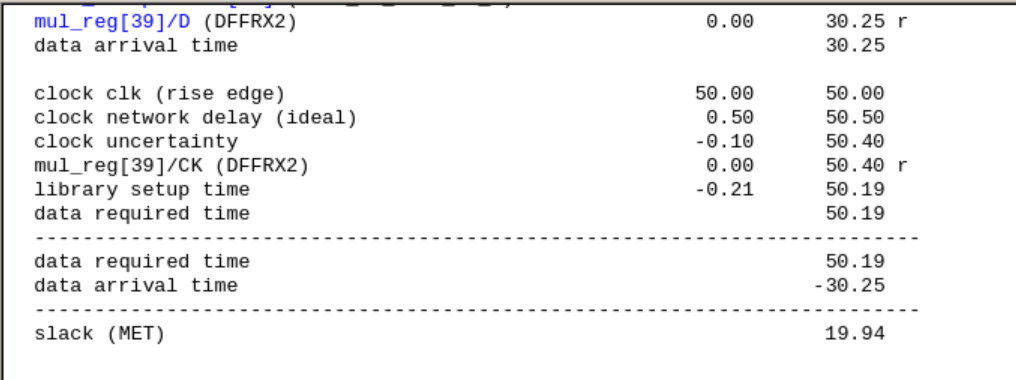 mul_reg[39]/D (DFFRX2) 0.00 30.25 r
data arrival time 30.25
clock clk (rise edge) 50.00 50.00
clock network delay (ideal) 0.50 50.50
clock uncertainty -0.10 50.40
mul_reg[39]/CK (DFFRX2) 0.00 50.40 r
library setup time -0.21 50.19
data required time 50.19
--------------------------------------------------------------------------
data required time 50.19
data arrival time -30.25
--------------------------------------------------------------------------
slack (MET) 19.94